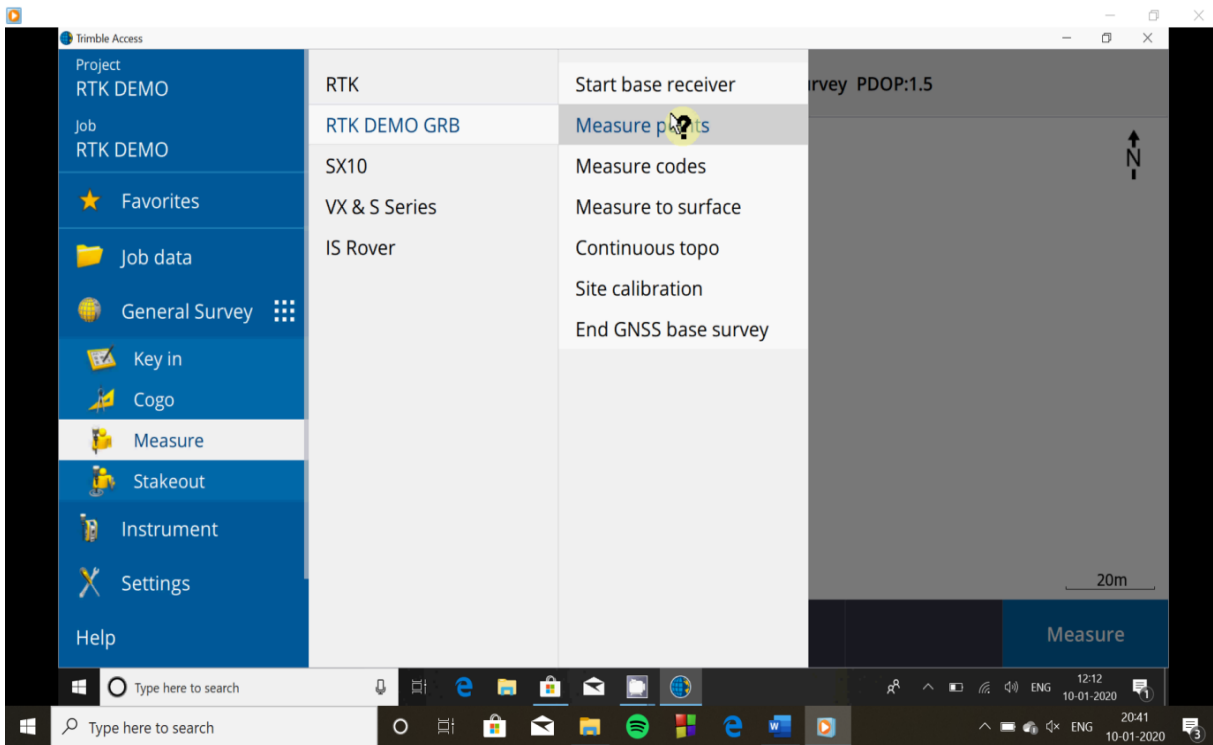 Trimble Access
Project
RTK DEMO
Job
RTK DEMO
Favorites
Job data
General Survey
Key in
Cogo
Measure
Stakeout
Instrument
Settings
Help
RTK
RTK DEMO GRB
SX10
VX & S Series
IS Rover
Start base receiver
Measure
Measure codes
Measure to surface
Continuous topo
Site calibration
End GNSS base survey
PDOP:1.5
N
20m
Measure
Type here to search
ENG
12:12
10-01-2020
1
Type here to search
ENG
20:41
10-01-2020
3